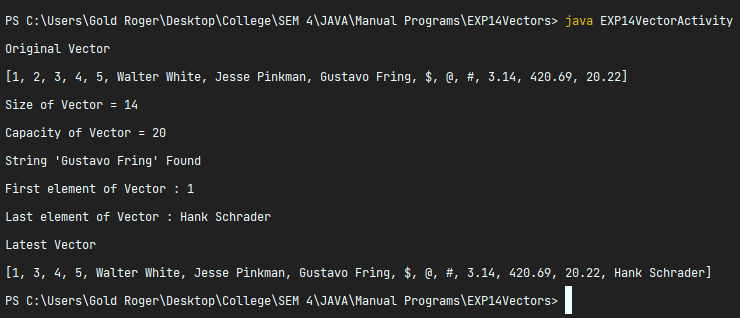 PS C:\Users\Gold Roger\Desktop\College\SEM 4\JAVA\Manual Programs\EXP14Vectors> java EXP14VectorActivity
Original Vector
[1, 2, 3, 4, 5, Walter White, Jesse Pinkman, Gustavo Fring, $, @, #, 3.14, 420.69, 20.22]
Size of Vector = 14
Capacity of Vector = 20
String 'Gustavo Fring' Found
First element of Vector : 1
Last element of Vector : Hank Schrader
Latest Vector
[1, 3, 4, 5, Walter White, Jesse Pinkman, Gustavo Fring, $, @, #, 3.14, 420.69, 20.22, Hank Schrader]
PS C:\Users\Gold Roger\Desktop\College\SEM 4\JAVA\Manual Programs\EXP14Vectors>